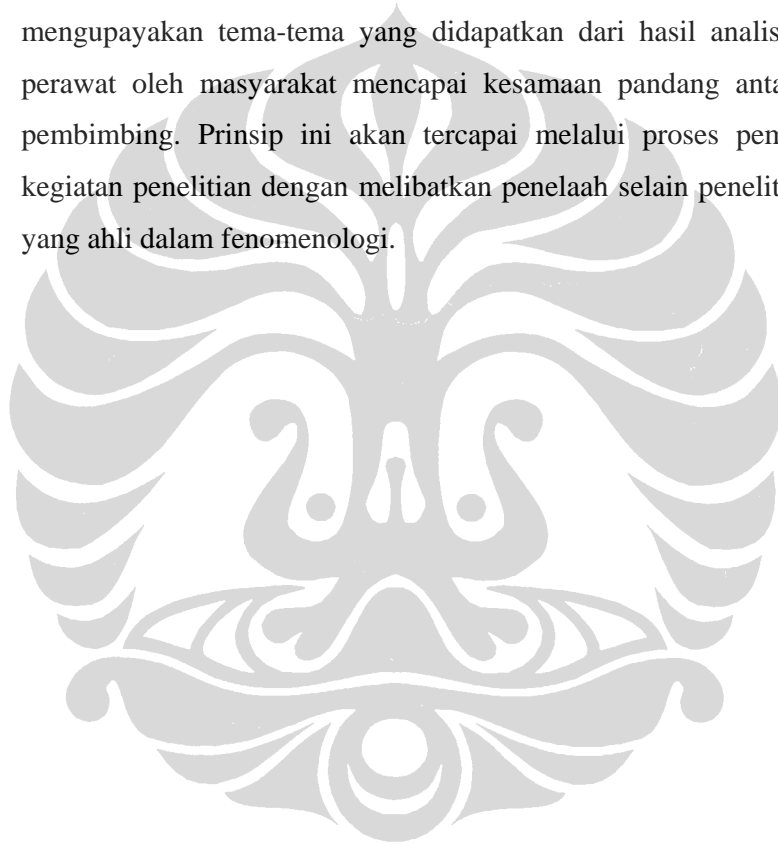 mengupayakan tema-tema yang didapatkan dari hasil analis
perawat oleh masyarakat mencapai kesamaan pandang anta
pembimbing. Prinsip ini akan tercapai melalui proses pen
kegiatan penelitian dengan melibatkan penelaah selain penelit
yang ahli dalam fenomenologi.